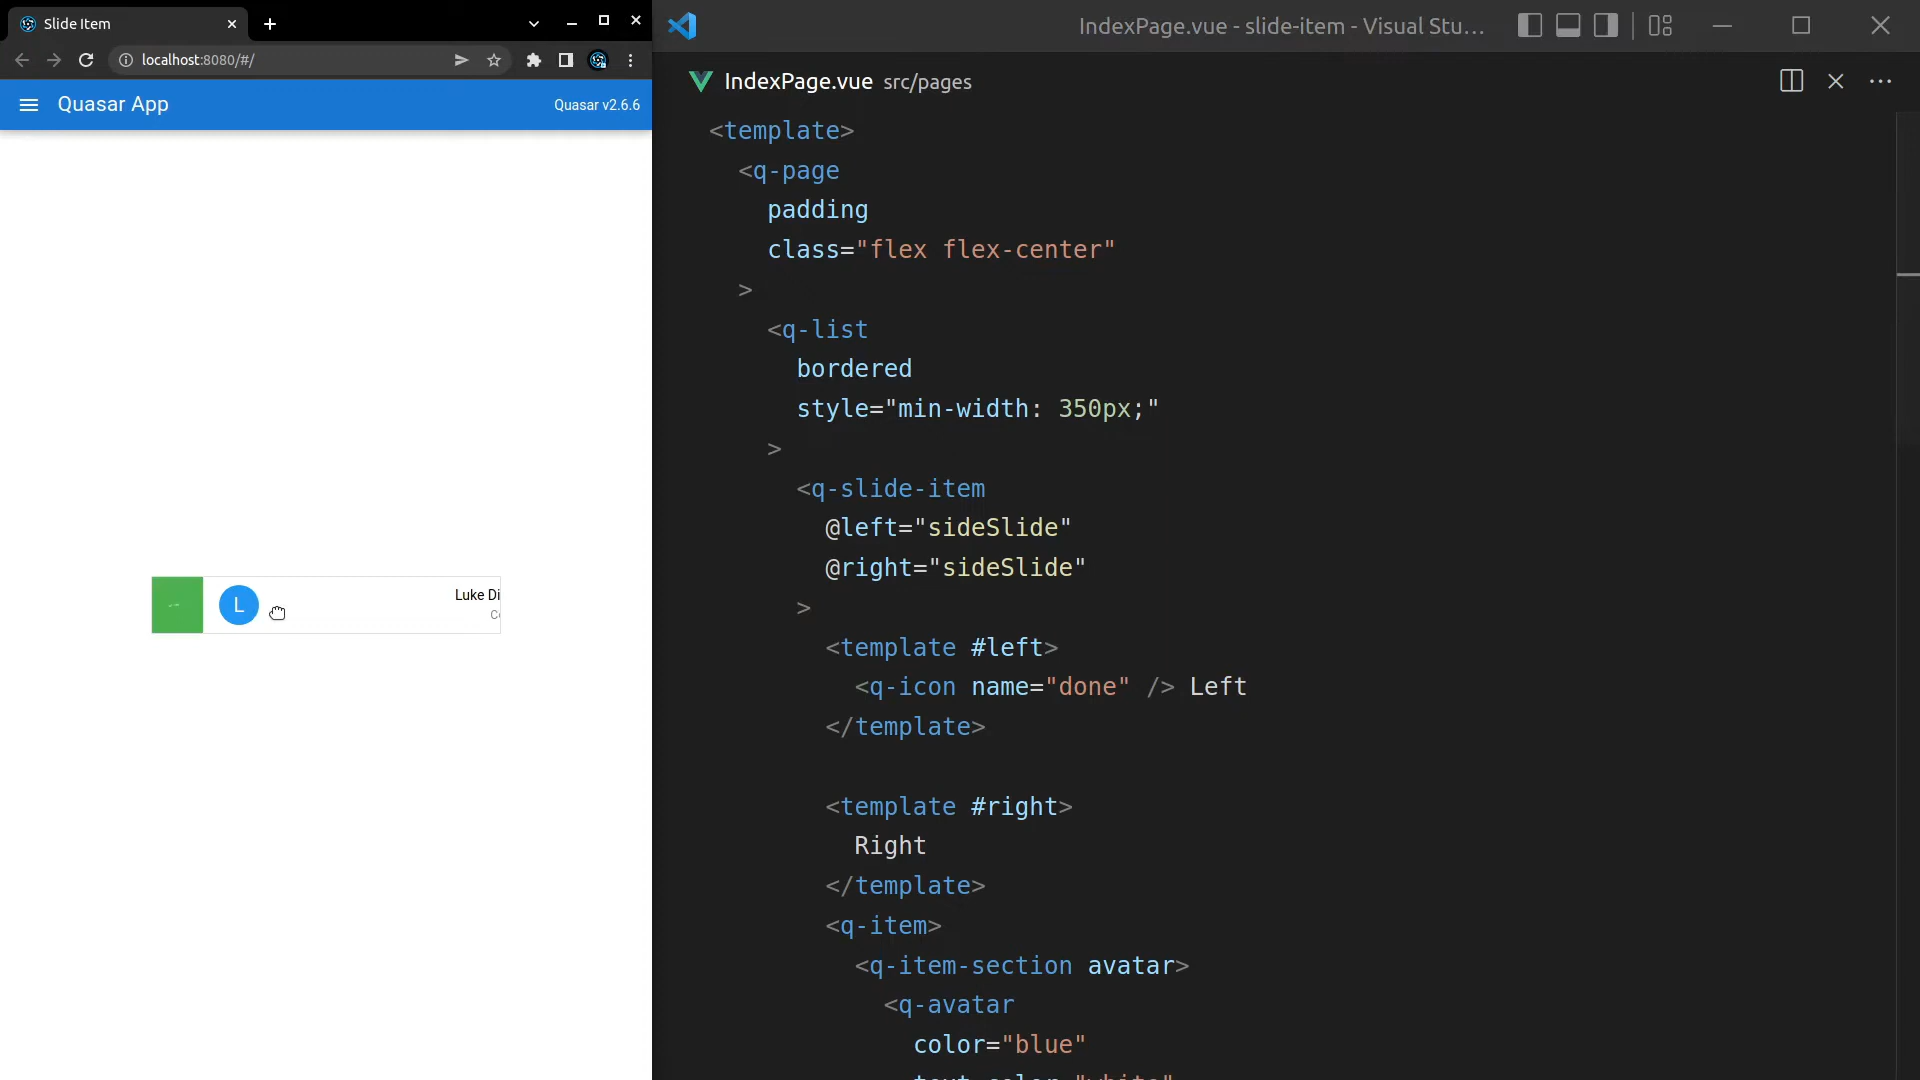 Slide Item
localhost:8080/#/
Quasar App
Quasar v2.6.6
L
Luke Di
IndexPage.vue - slide-item - Visual Stu...
IndexPage.vue src/pages
<template>
<q-page
padding
class="flex flex-center"
>
<q-list
bordered
style="min-width: 350px;"
>
<q-slide-item
@left="sideSlide"
@right="sideSlide"
>
<template #left>
<q-icon name="done" /> Left
</template>
<template #right>
Right
</template>
<q-item>
<q-item-section avatar>
<q-avatar
color="blue"
text-color="white"